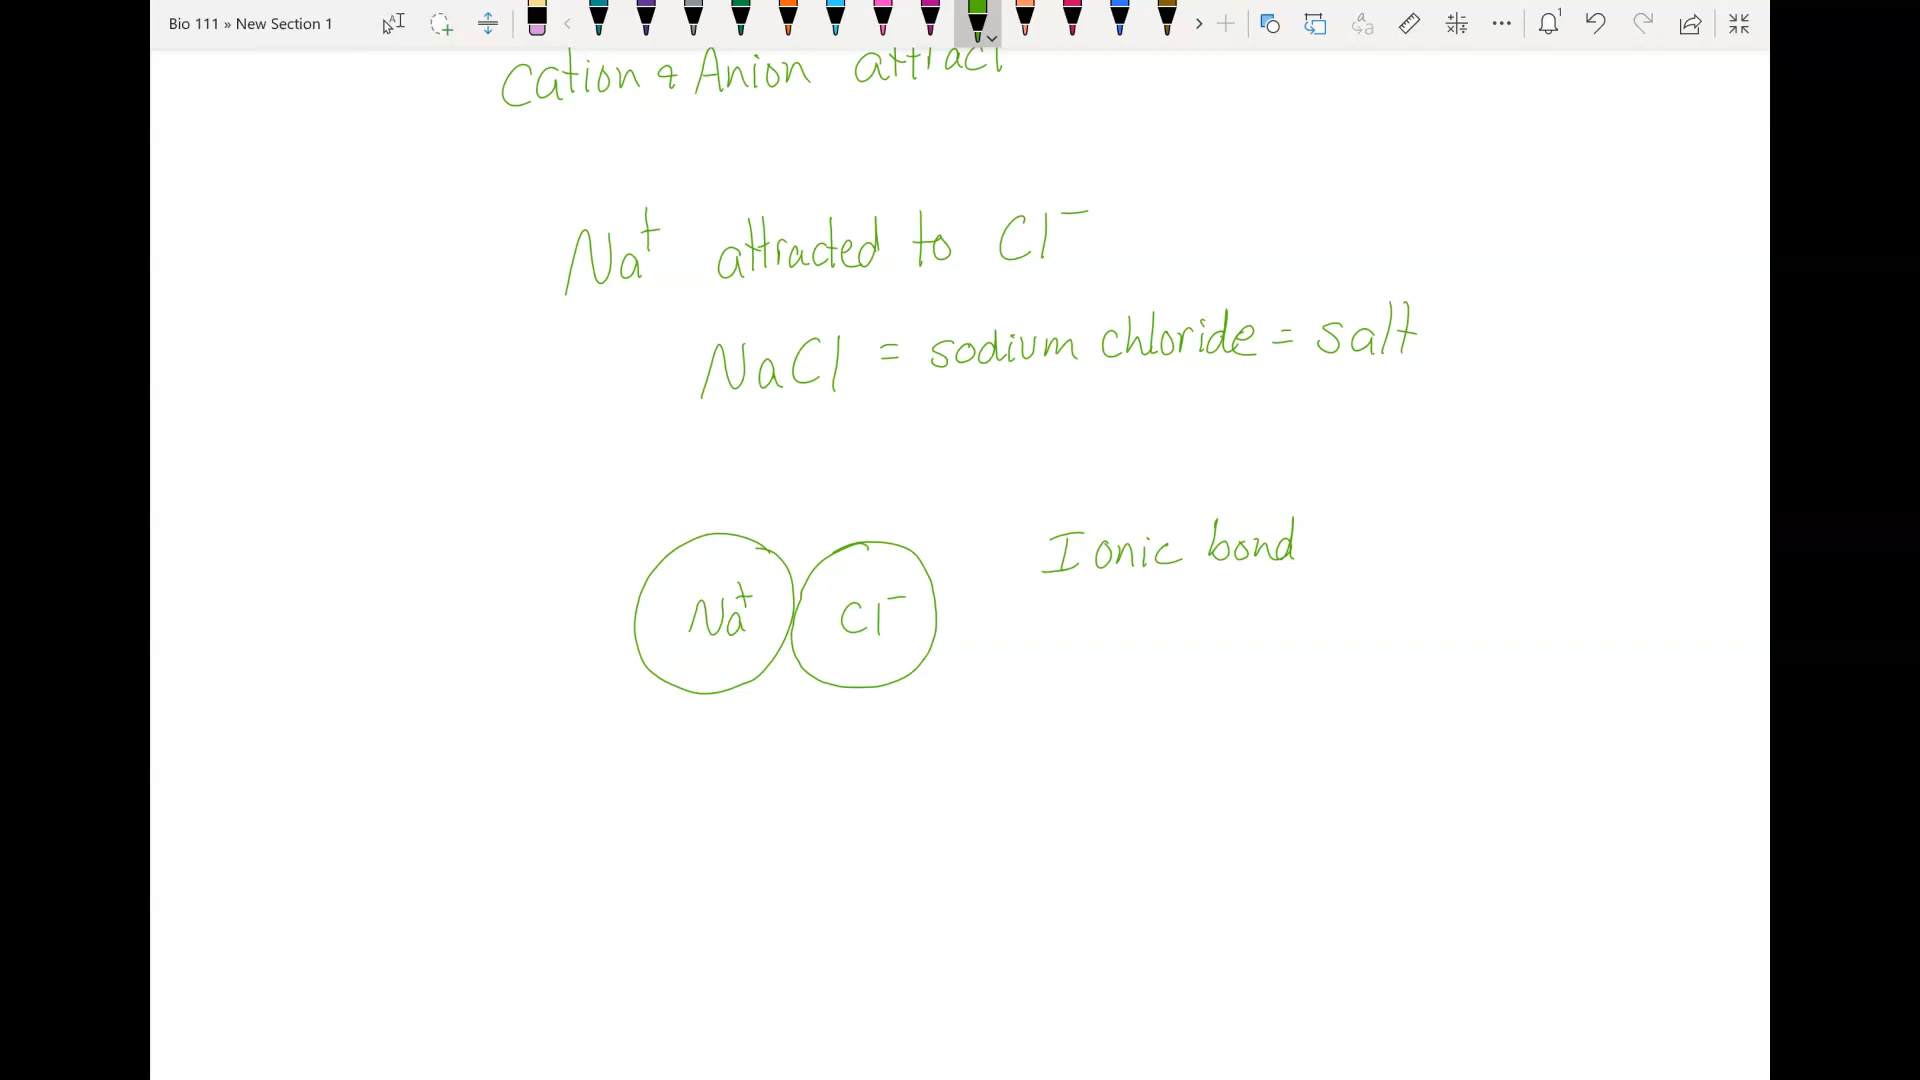 Bio 111 » New Section 1
Cation & Anion attract
Na⁺ attracted to Cl⁻
NaCl = sodium chloride = salt
Ionic bond
Na⁺ Cl⁻